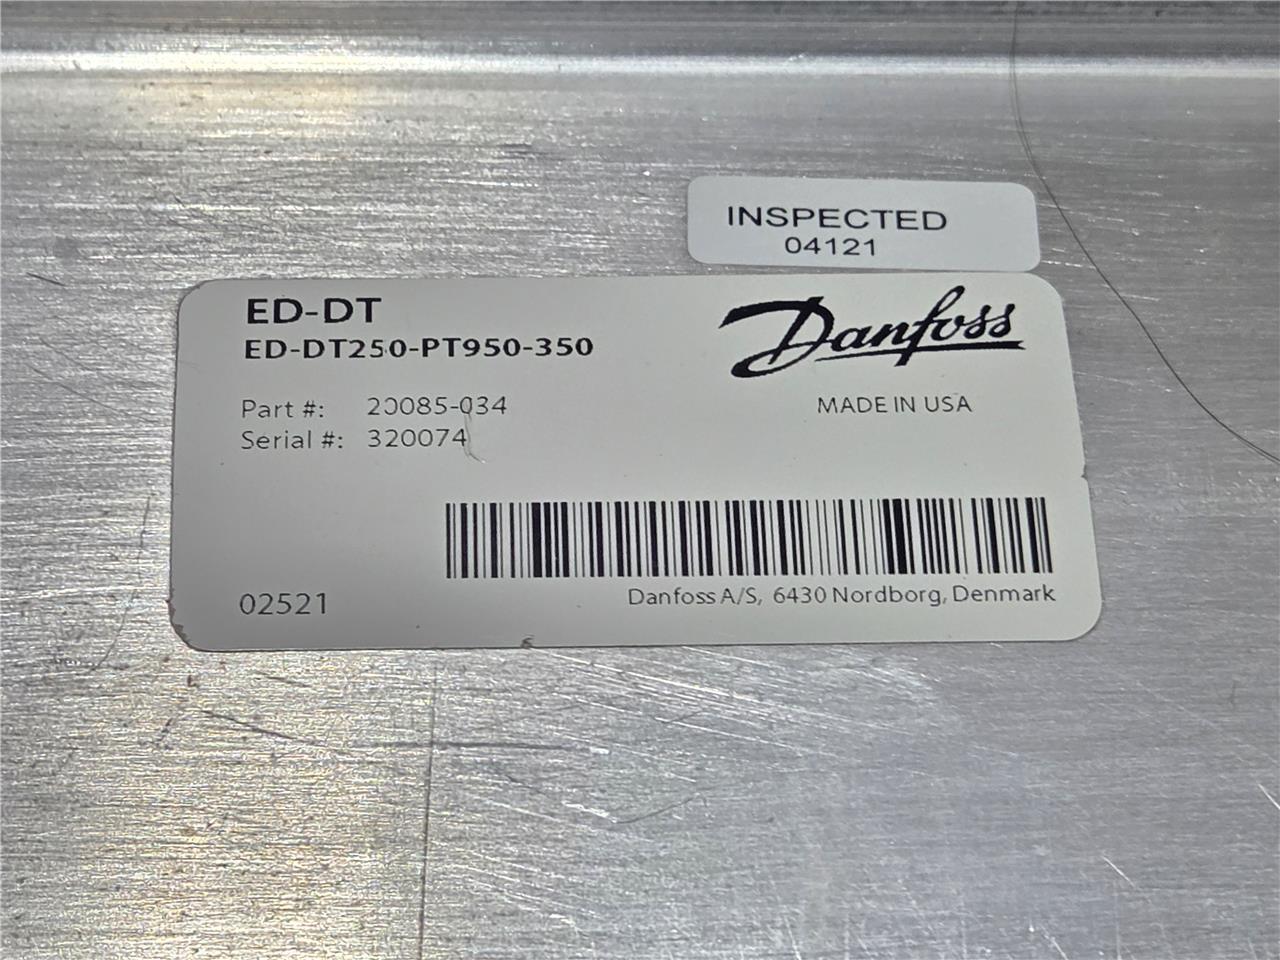 INSPECTED
04121
ED-DT
ED-DT250-PT950-350
Danfoss
MADE IN USA
Part #: 20085-034
Serial #: 320074
02521
Danfoss A/S, 6430 Nordborg, Denmark